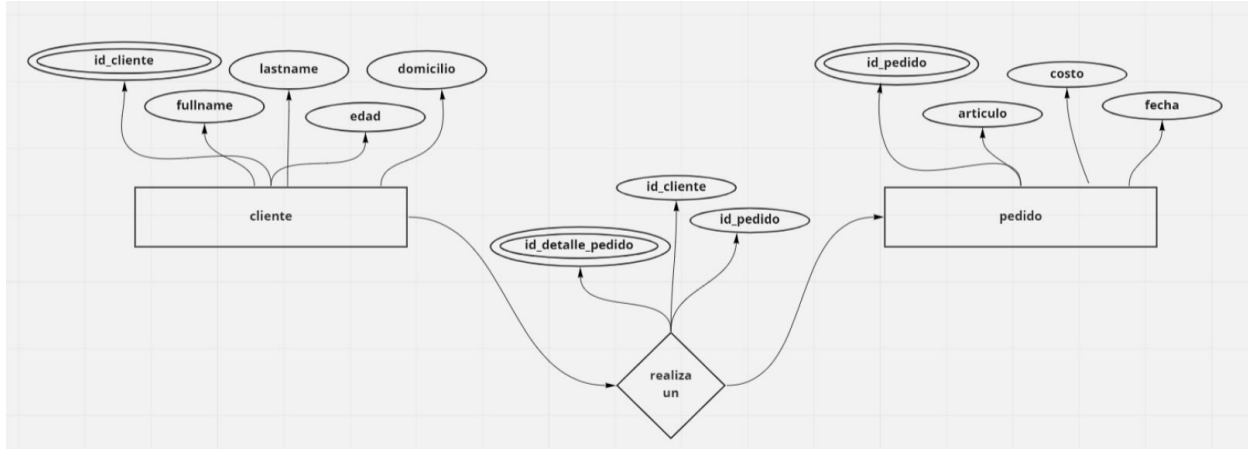 id_cliente
lastname
domicilio
fullname
edad
cliente
id_pedido
costo
articulo
fecha
pedido
id_cliente
id_pedido
id_detalle_pedido
realiza
un